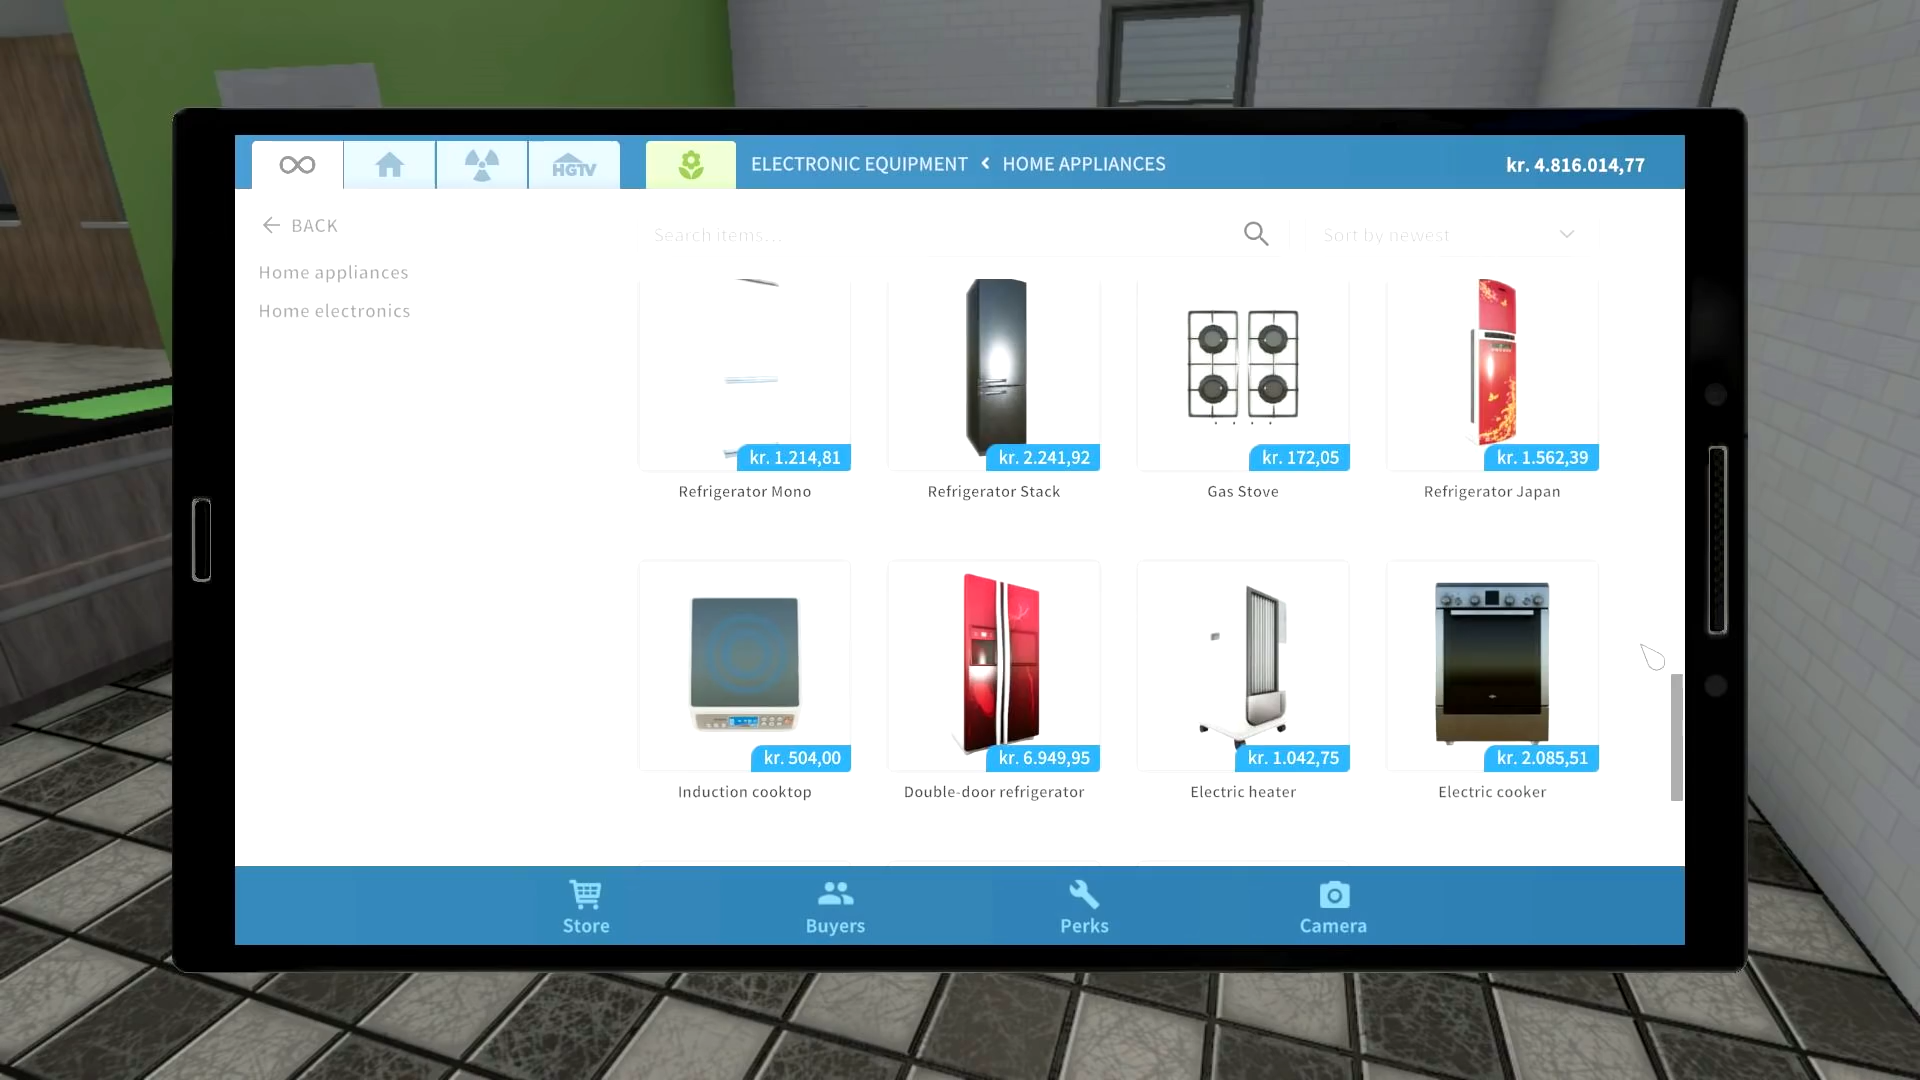 HGTV
ELECTRONIC EQUIPMENT < HOME APPLIANCES
kr. 4.816.014,77
BACK
Search items...
Sort by newest
Home appliances
Home electronics
kr. 1.214,81
kr. 2.241,92
kr. 172,05
kr. 1.562,39
Refrigerator Mono
Refrigerator Stack
Gas Stove
Refrigerator Japan
kr. 504,00
kr. 6.949,95
kr. 1.042,75
kr. 2.085,51
Induction cooktop
Double-door refrigerator
Electric heater
Electric cooker
Store
Buyers
Perks
Camera